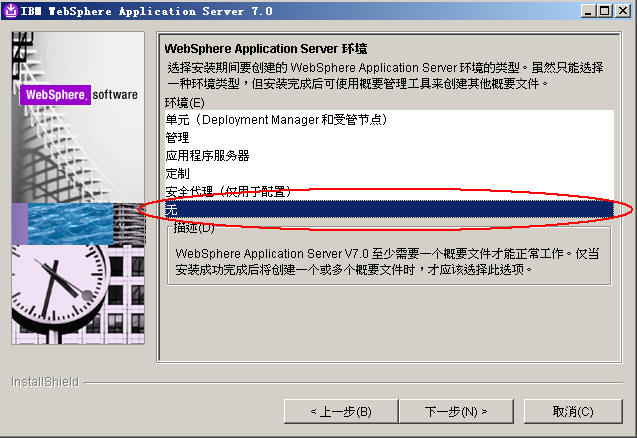 IBM WebSphere Application Server 7.0
WebSphere. software
WebSphere Application Server 环境
选择安装期间要创建的 WebSphere Application Server 环境的类型。虽然只能选择
一种环境类型，但安装完成后可使用概要管理工具来创建其他概要文件。
环境(E)
单元（Deployment Manager 和受管节点）
管理
应用程序服务器
定制
安全代理（仅用于配置）
无
描述(D)
WebSphere Application Server V7.0 至少需要一个概要文件才能正常工作。仅当
安装成功完成后将创建一个或多个概要文件时，才应该选择此选项。
InstallShield
< 上一步(B)
下一步(N) >
取消(C)